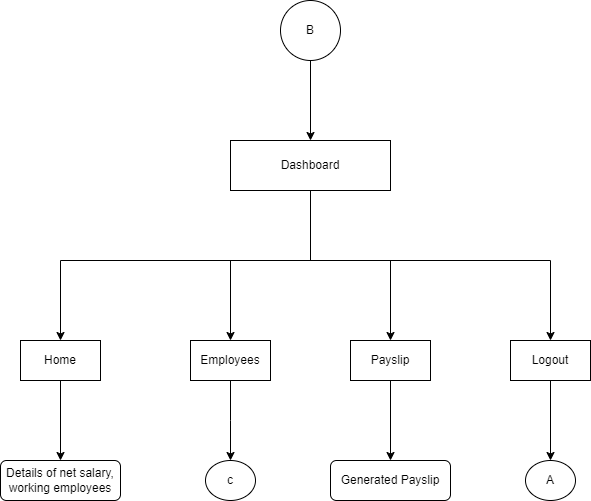 B
Dashboard
Home
Employees
Payslip
Logout
Details of net salary,
working employees
c
Generated Payslip
A